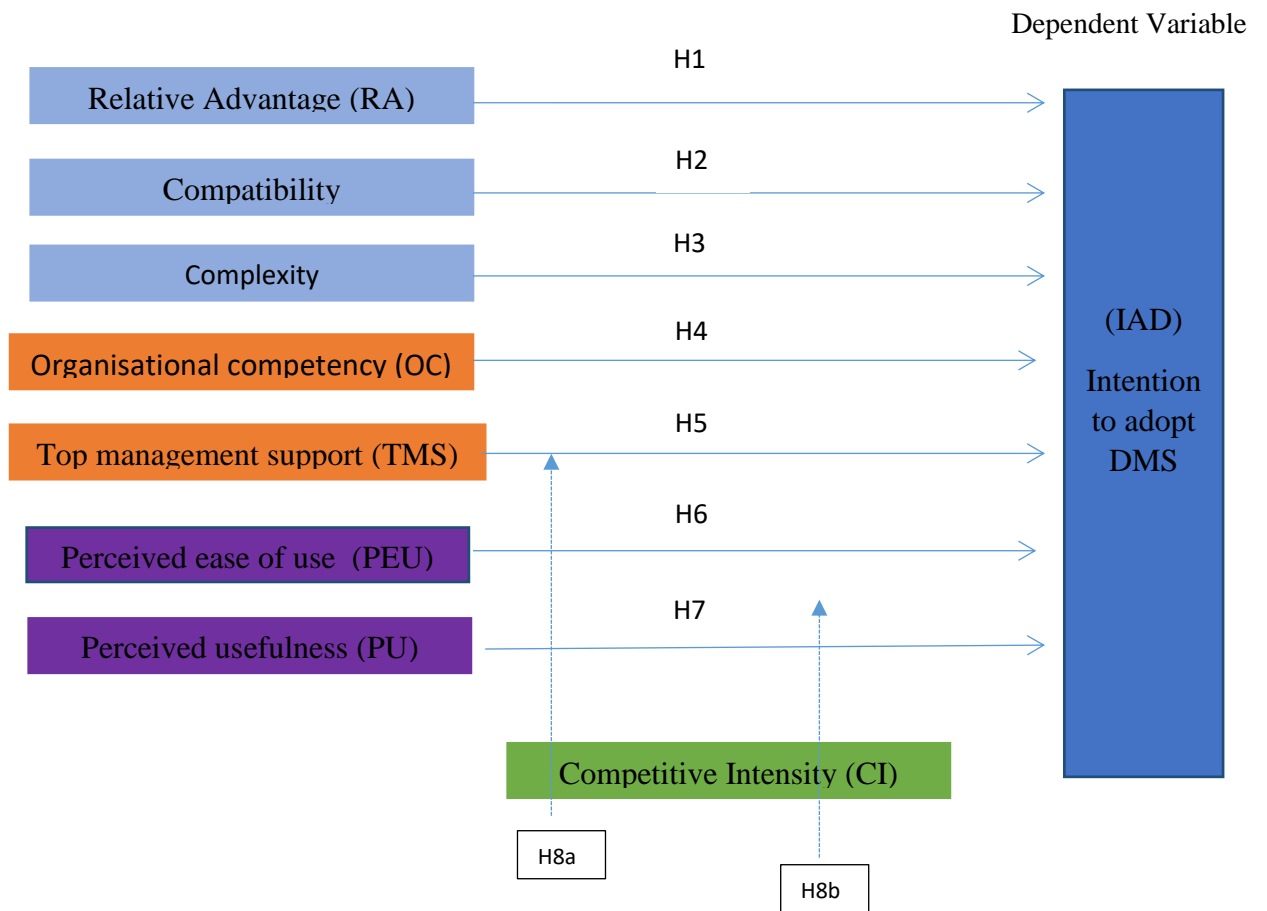 Dependent Variable
H1
Relative Advantage (RA)
H2
Compatibility
H3
Complexity
H4
Organisational competency (OC)
H5
Top management support (TMS)
H6
Perceived ease of use (PEU)
H7
Perceived usefulness (PU)
(IAD)
Intention
to adopt
DMS
Competitive Intensity (CI)
H8a
H8b